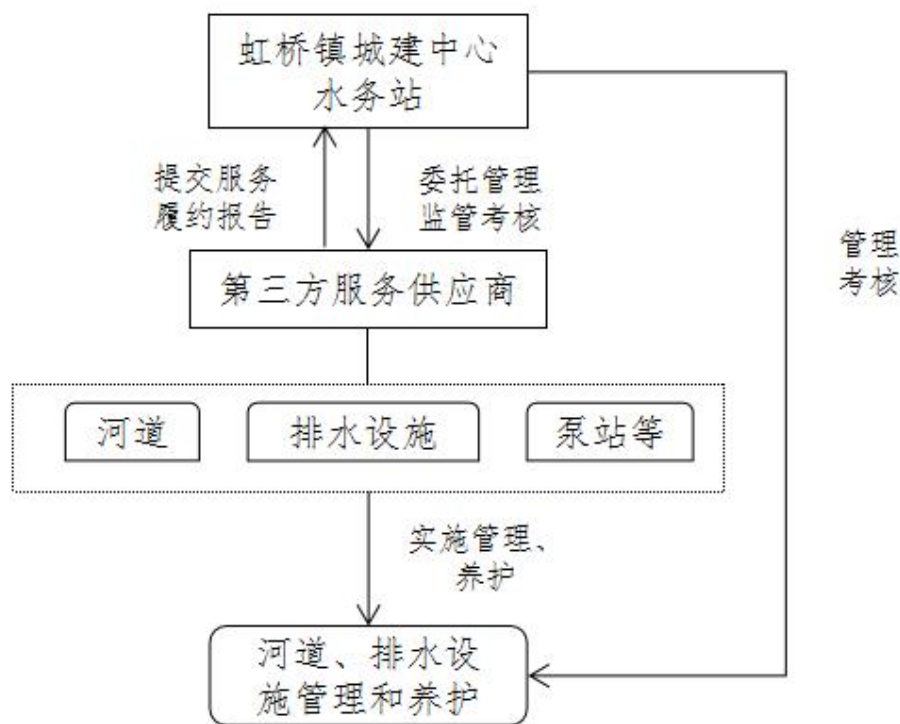 虹桥镇城建中心
水务站
提交服务
履约报告
委托管理
监管考核
管理
考核
第三方服务供应商
河道
排水设施
泵站等
实施管理、
养护
河道、排水设
施管理和养护